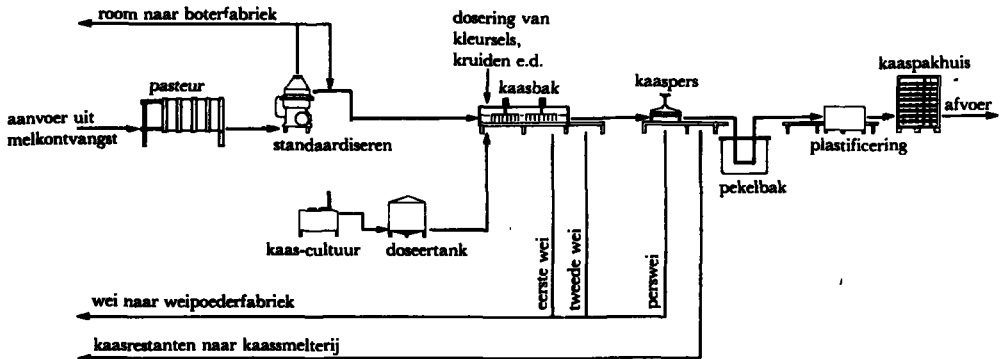 room naar boterfabriek
dosering van
kleursels,
kruiden e.d.
kaasbak
kaaspers
kaaspakhuis
pasteur
aanvoer uit
melkontvangst
standaardiseren
afvoer
plastificering
pekelbak
kaas-cultuur
doseertank
eerste wei
tweede wei
perswei
wei naar weipoederfabriek
kaasrestanten naar kaassmelterij